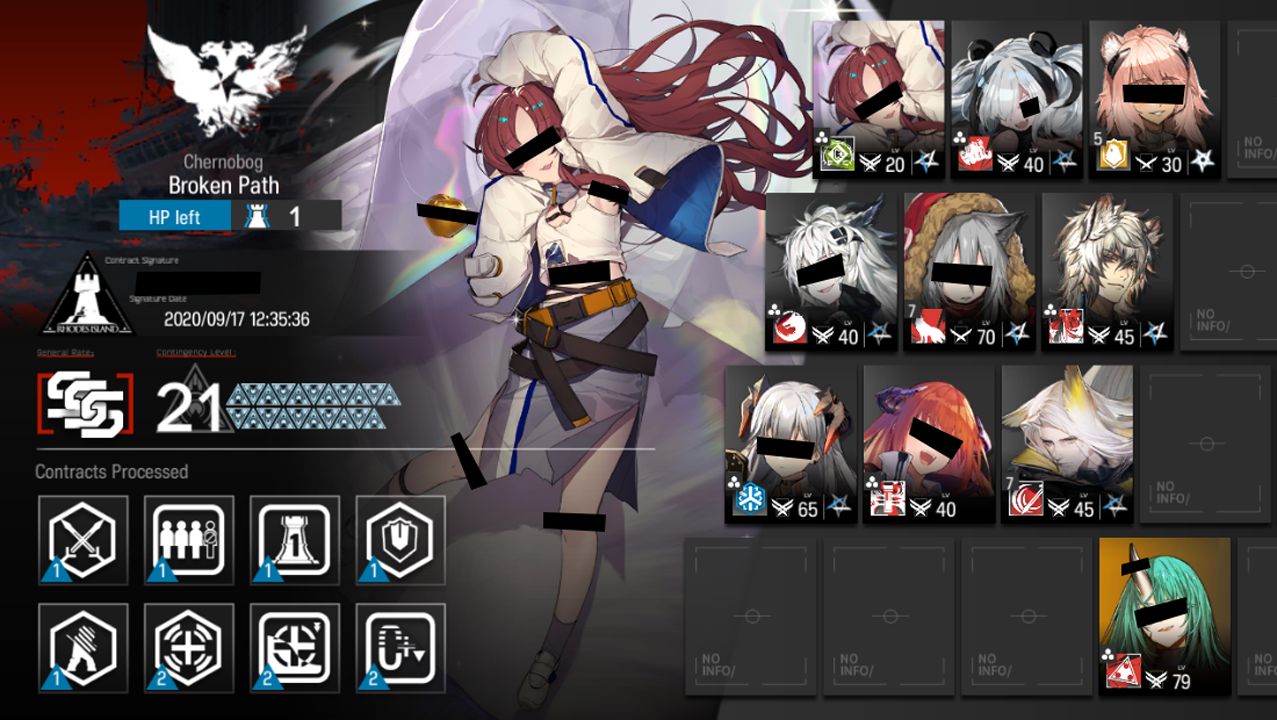 Chernobog
Broken Path
HP left 1
Contract Signature
Signature Date
2020/09/17 12:35:36
RHODES ISLAND
General Rate:
Contingency Level:
SSS
21
Contracts Processed
1
1
1
1
1
1
2
2
2
LV
20
LV
40
5
LV
30
NO
INFO/
LV
40
7
LV
70
LV
45
NO
INFO/
LV
65
LV
40
7
LV
45
NO
INFO/
NO
INFO/
NO
INFO/
NO
INFO/
LV
79
NO
INFO/